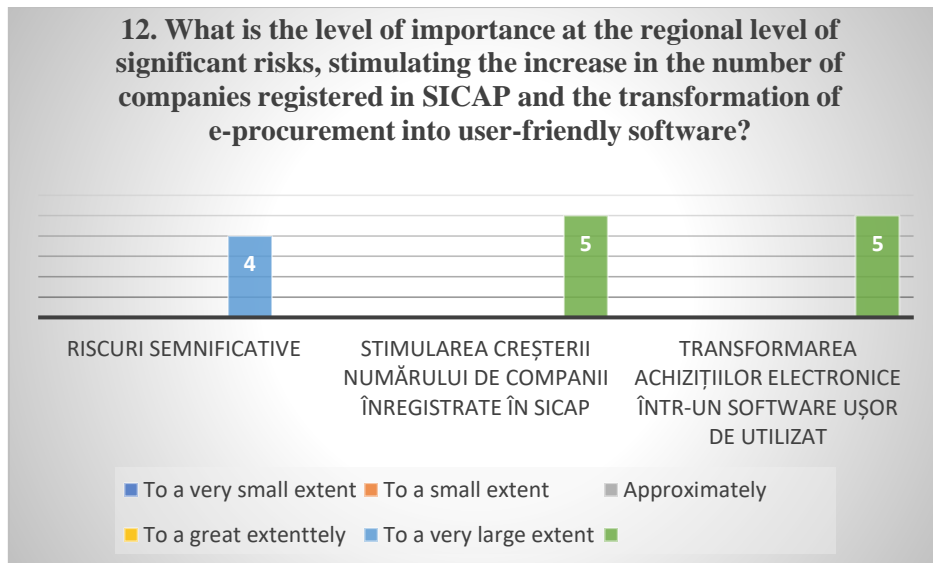 12. What is the level of importance at the regional level of
significant risks, stimulating the increase in the number of
companies registered in SICAP and the transformation of
e-procurement into user-friendly software?
4
5
5
RISCURI SEMNIFICATIVE
STIMULAREA CREȘTERII
NUMĂRULUI DE COMPANII
ÎNREGISTRATE ÎN SICAP
TRANSFORMAREA
ACHIZIȚIILOR ELECTRONICE
ÎNTR-UN SOFTWARE UȘOR
DE UTILIZAT
To a very small extent
To a small extent
Approximately
To a great extenttely
To a very large extent